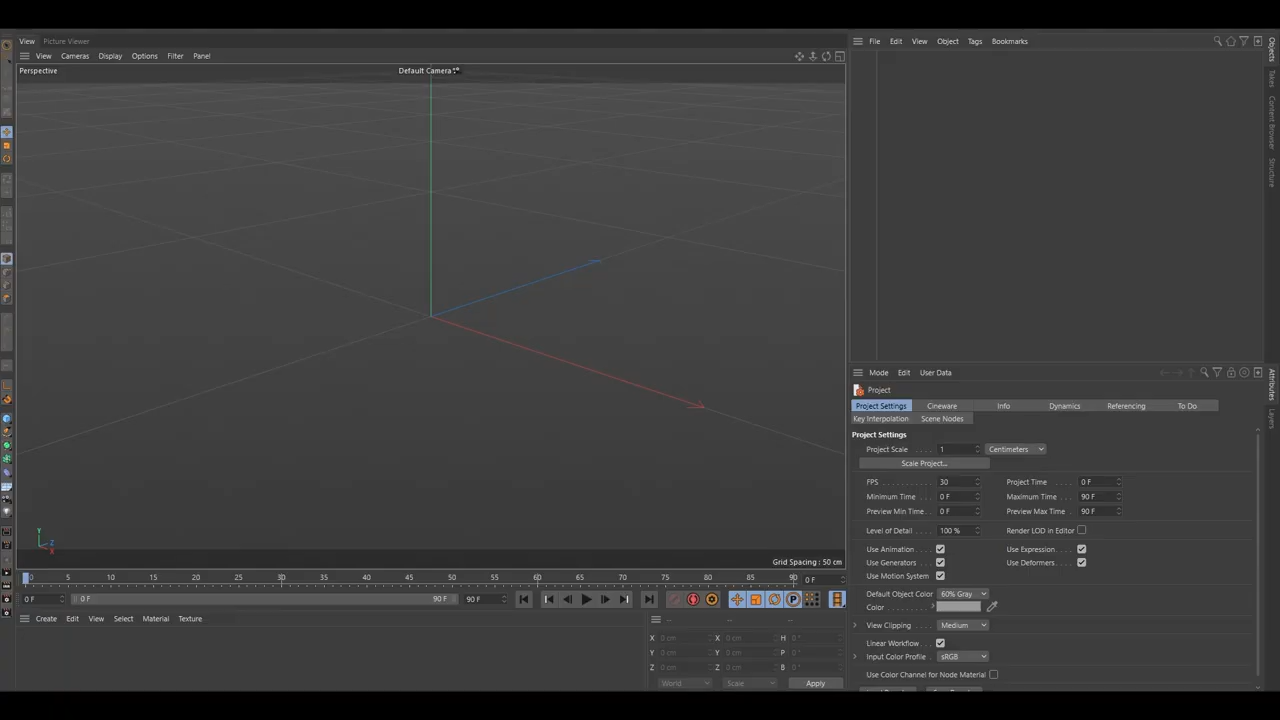 View Picture Viewer
View Cameras Display Options Filter Panel
Perspective
Default Camera
Y
Z
X
Grid Spacing : 50 cm
0 5 10 15 20 25 30 35 40 45 50 55 60 65 70 75 80 85 90 0 F
0 F 0 F 90 F 90 F
Create Edit View Select Material Texture
-- -- --
X 0 cm X 0 cm H 0 °
Y 0 cm Y 0 cm P 0 °
Z 0 cm Z 0 cm B 0 °
World Scale Apply
File Edit View Object Tags Bookmarks
Objects
Takes
Content Browser
Structure
Mode Edit User Data
Project
Project Settings Cineware Info Dynamics Referencing To Do
Key Interpolation Scene Nodes
Project Settings
Project Scale . . . . 1 Centimeters
Scale Project...
FPS . . . . . . . . . . . 30 Project Time . . . . 0 F
Minimum Time . . 0 F Maximum Time . . 90 F
Preview Min Time . . 0 F Preview Max Time . . 90 F
Level of Detail . . . 100 % Render LOD in Editor
Use Animation . . . Use Expression. . .
Use Generators . . Use Deformers. . .
Use Motion System
Default Object Color 60% Gray
Color . . . . . . . . . .
View Clipping . . . . Medium
Linear Workflow . . .
Input Color Profile . sRGB
Use Color Channel for Node Material
Attributes
Layers